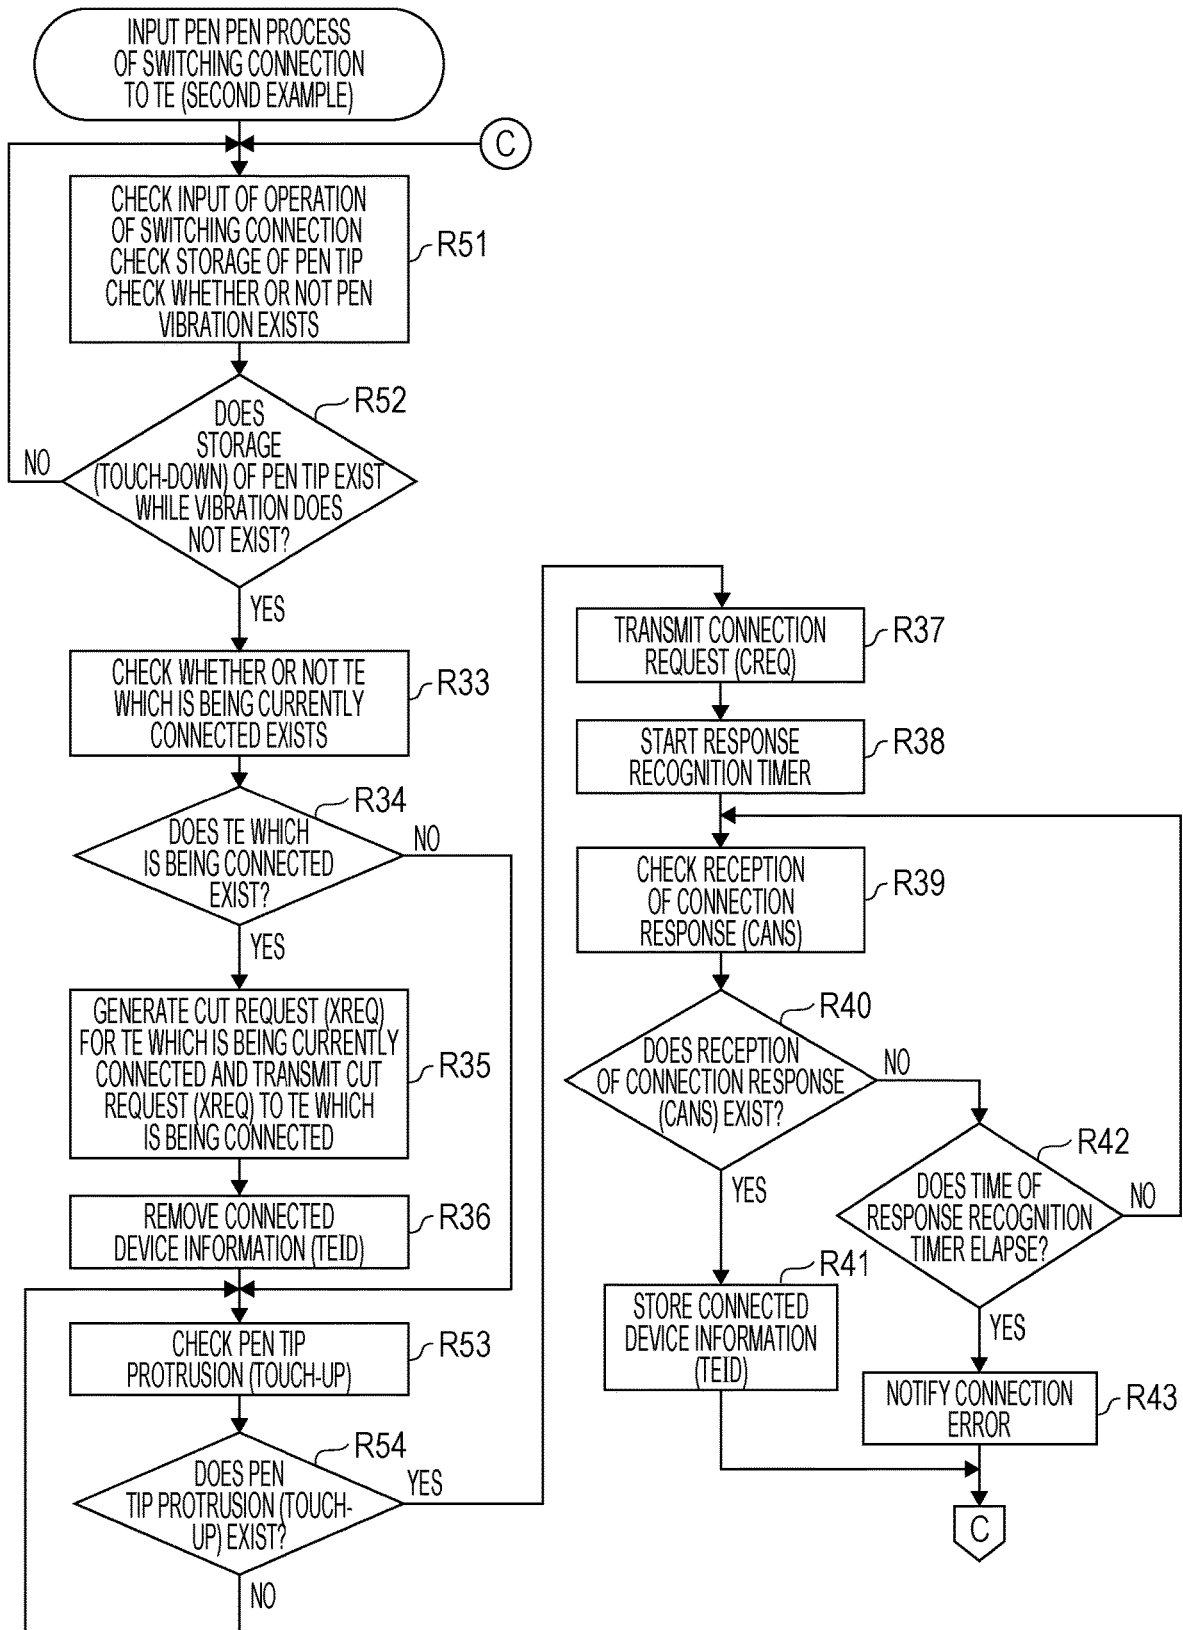 INPUT PEN PEN PROCESS
OF SWITCHING CONNECTION
TO TE (SECOND EXAMPLE)
C
CHECK INPUT OF OPERATION
OF SWITCHING CONNECTION
CHECK STORAGE OF PEN TIP
CHECK WHETHER OR NOT PEN
VIBRATION EXISTS
R51
DOES
STORAGE
(TOUCH-DOWN) OF PEN TIP EXIST
WHILE VIBRATION DOES
NOT EXIST?
R52
NO
YES
CHECK WHETHER OR NOT TE
WHICH IS BEING CURRENTLY
CONNECTED EXISTS
R33
DOES TE WHICH
IS BEING CONNECTED
EXIST?
R34
NO
YES
GENERATE CUT REQUEST (XREQ)
FOR TE WHICH IS BEING CURRENTLY
CONNECTED AND TRANSMIT CUT
REQUEST (XREQ) TO TE WHICH
IS BEING CONNECTED
R35
REMOVE CONNECTED
DEVICE INFORMATION (TEID)
R36
CHECK PEN TIP
PROTRUSION (TOUCH-UP)
R53
DOES PEN
TIP PROTRUSION (TOUCH-
UP) EXIST?
R54
YES
NO
TRANSMIT CONNECTION
REQUEST (CREQ)
R37
START RESPONSE
RECOGNITION TIMER
R38
CHECK RECEPTION
OF CONNECTION
RESPONSE (CANS)
R39
DOES RECEPTION
OF CONNECTION RESPONSE
(CANS) EXIST?
R40
NO
YES
STORE CONNECTED
DEVICE INFORMATION
(TEID)
R41
DOES TIME OF
RESPONSE RECOGNITION
TIMER ELAPSE?
R42
NO
YES
NOTIFY CONNECTION
ERROR
R43
C